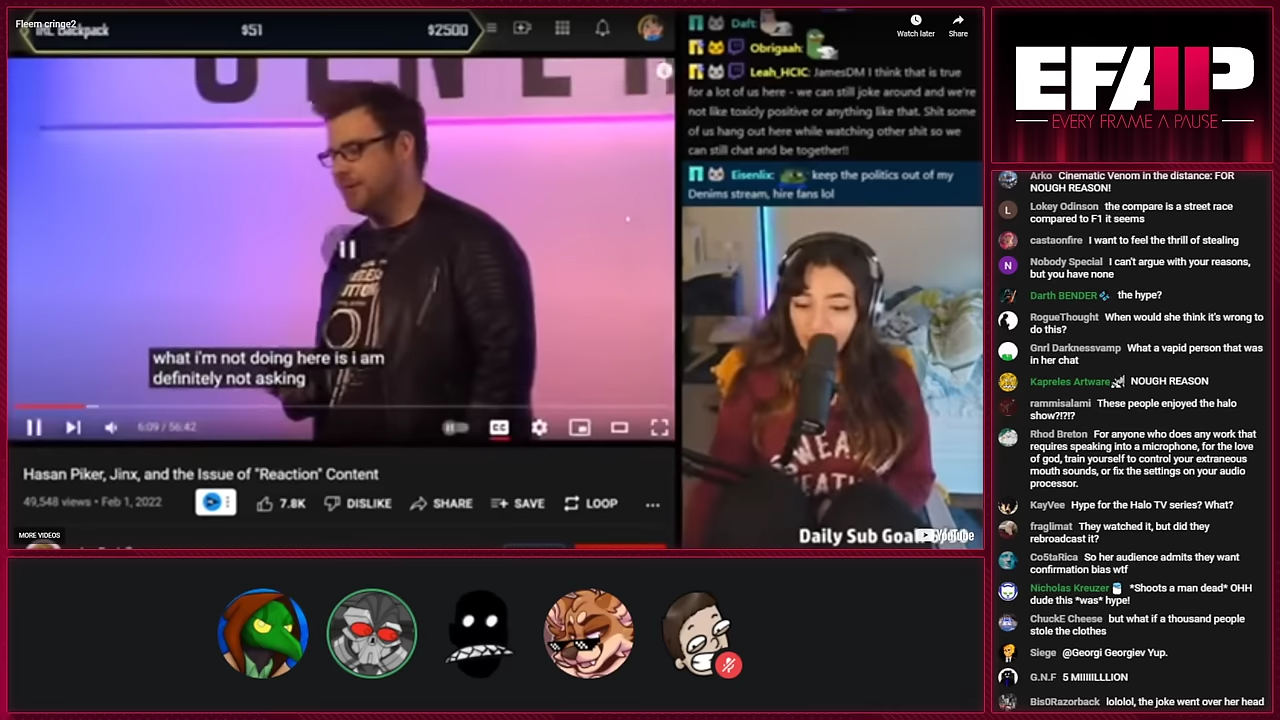 Fleem cringe2
Backpack
$51
$2500
Watch later
Share
what i'm not doing here is i am
definitely not asking
6:09 / 56:42
CC
Hasan Piker, Jinx, and the Issue of "Reaction" Content
49,548 views • Feb 1, 2022
7.8K
DISLIKE
SHARE
SAVE
LOOP
MORE VIDEOS
Daft:
Obrigaah:
Leah_HCIC: JamesDM I think that is true
for a lot of us here - we can still joke around and we're
not like toxicly positive or anything like that. Shit some
of us hang out here while watching other shit so we
can still chat and be together!!
Eisenlix: keep the politics out of my
Denims stream, hire fans lol
SWEA
Daily Sub Goal
YouTube
EFAP
EVERY FRAME A PAUSE
Arko Cinematic Venom in the distance: FOR
NOUGH REASON!
L
Lokey Odinson the compare is a street race
compared to F1 it seems
castaonfire I want to feel the thrill of stealing
N
Nobody Special I can't argue with your reasons,
but you have none
Darth BENDER the hype?
RogueThought When would she think it's wrong to
do this?
Gnrl Darknessvamp What a vapid person that was
in her chat
Kapreles Artware NOUGH REASON
rammisalami These people enjoyed the halo
show?!?!?
Rhod Breton For anyone who does any work that
requires speaking into a microphone, for the love
of god, train yourself to control your extraneous
mouth sounds, or fix the settings on your audio
processor.
KayVee Hype for the Halo TV series? What?
fraglimat They watched it, but did they
rebroadcast it?
Co5taRica So her audience admits they want
confirmation bias wtf
Nicholas Kreuzer *Shoots a man dead* OHH
dude this *was* hype!
ChuckE Cheese but what if a thousand people
stole the clothes
Siege @Georgi Georgiev Yup.
G.N.F 5 MIIIIILLLION
Bis0Razorback lololol, the joke went over her head